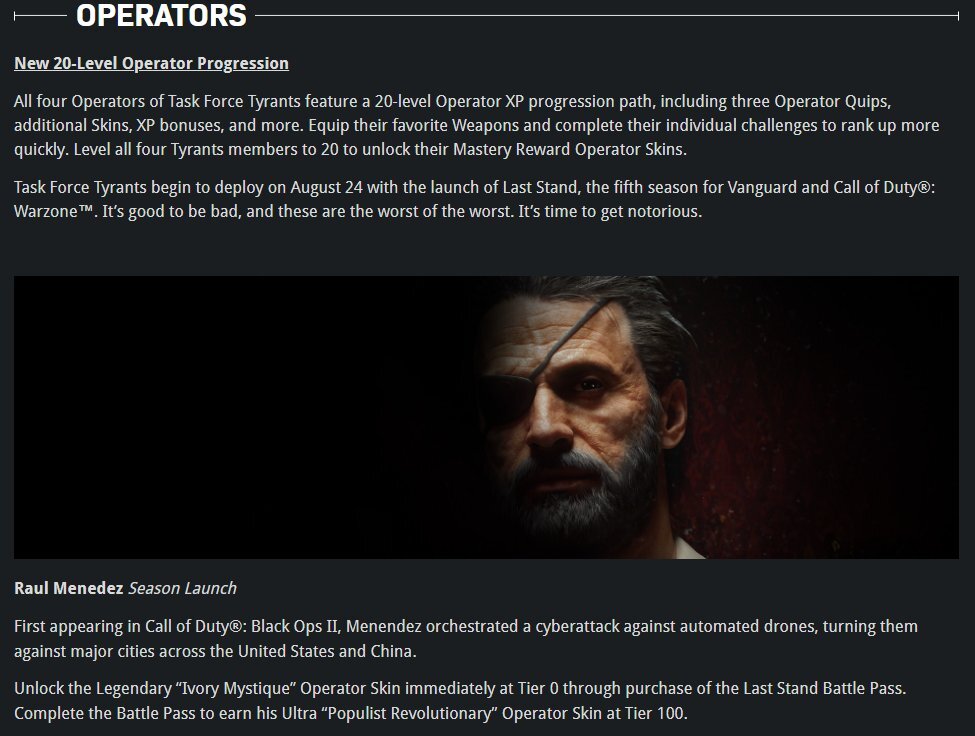 OPERATORS
New 20-Level Operator Progression
All four Operators of Task Force Tyrants feature a 20-level Operator XP progression path, including three Operator Quips,
additional Skins, XP bonuses, and more. Equip their favorite Weapons and complete their individual challenges to rank up more
quickly. Level all four Tyrants members to 20 to unlock their Mastery Reward Operator Skins.
Task Force Tyrants begin to deploy on August 24 with the launch of Last Stand, the fifth season for Vanguard and Call of Duty®:
Warzone™. It’s good to be bad, and these are the worst of the worst. It’s time to get notorious.
Raul Menedez Season Launch
First appearing in Call of Duty®: Black Ops II, Menendez orchestrated a cyberattack against automated drones, turning them
against major cities across the United States and China.
Unlock the Legendary “Ivory Mystique” Operator Skin immediately at Tier 0 through purchase of the Last Stand Battle Pass.
Complete the Battle Pass to earn his Ultra “Populist Revolutionary” Operator Skin at Tier 100.